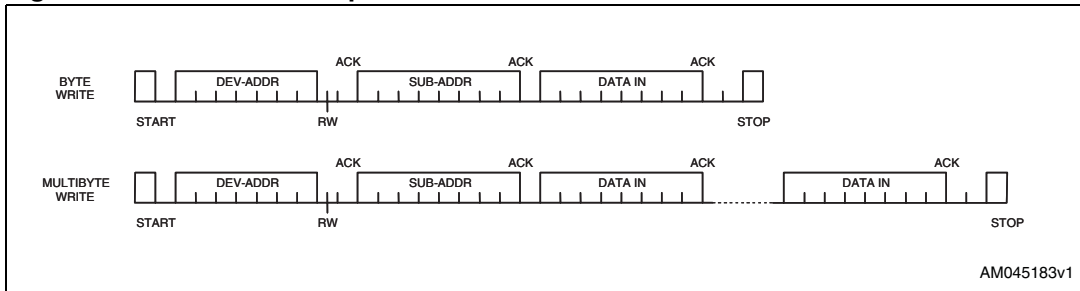 ACK ACK ACK
BYTE WRITE DEV-ADDR SUB-ADDR DATA IN
START RW STOP
ACK ACK ACK ACK
MULTIBYTE WRITE DEV-ADDR SUB-ADDR DATA IN DATA IN
START RW STOP
AM045183v1